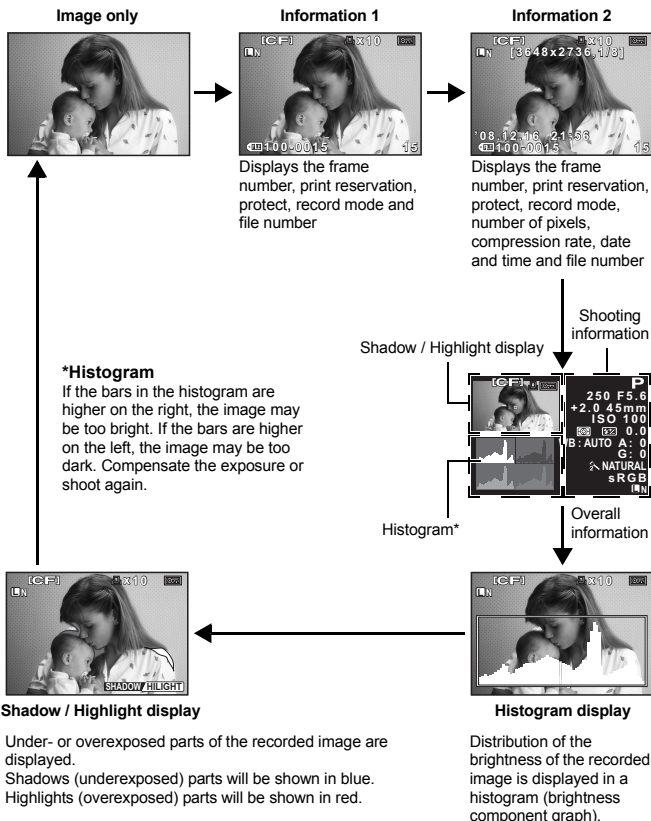 Image only
Information 1
Information 2
[CF] x10
LN
100-0015 15
[CF] x10
LN [3648x2736,1/8]
'08.12.16 21:56
100-0015 15
Displays the frame
number, print reservation,
protect, record mode and
file number
Displays the frame
number, print reservation,
protect, record mode,
number of pixels,
compression rate, date
and time and file number
Shooting
information
Shadow / Highlight display
*Histogram
If the bars in the histogram are
higher on the right, the image may
be too bright. If the bars are higher
on the left, the image may be too
dark. Compensate the exposure or
shoot again.
[CF]
P
250 F5.6
+2.0 45mm
ISO 100
0.0
WB: AUTO A: 0
G: 0
NATURAL
sRGB
LN
Histogram*
Overall
information
[CF] x10
LN
SHADOW HILIGHT
[CF] x10
LN
Shadow / Highlight display
Histogram display
Under- or overexposed parts of the recorded image are
displayed.
Shadows (underexposed) parts will be shown in blue.
Highlights (overexposed) parts will be shown in red.
Distribution of the
brightness of the recorded
image is displayed in a
histogram (brightness
component graph).